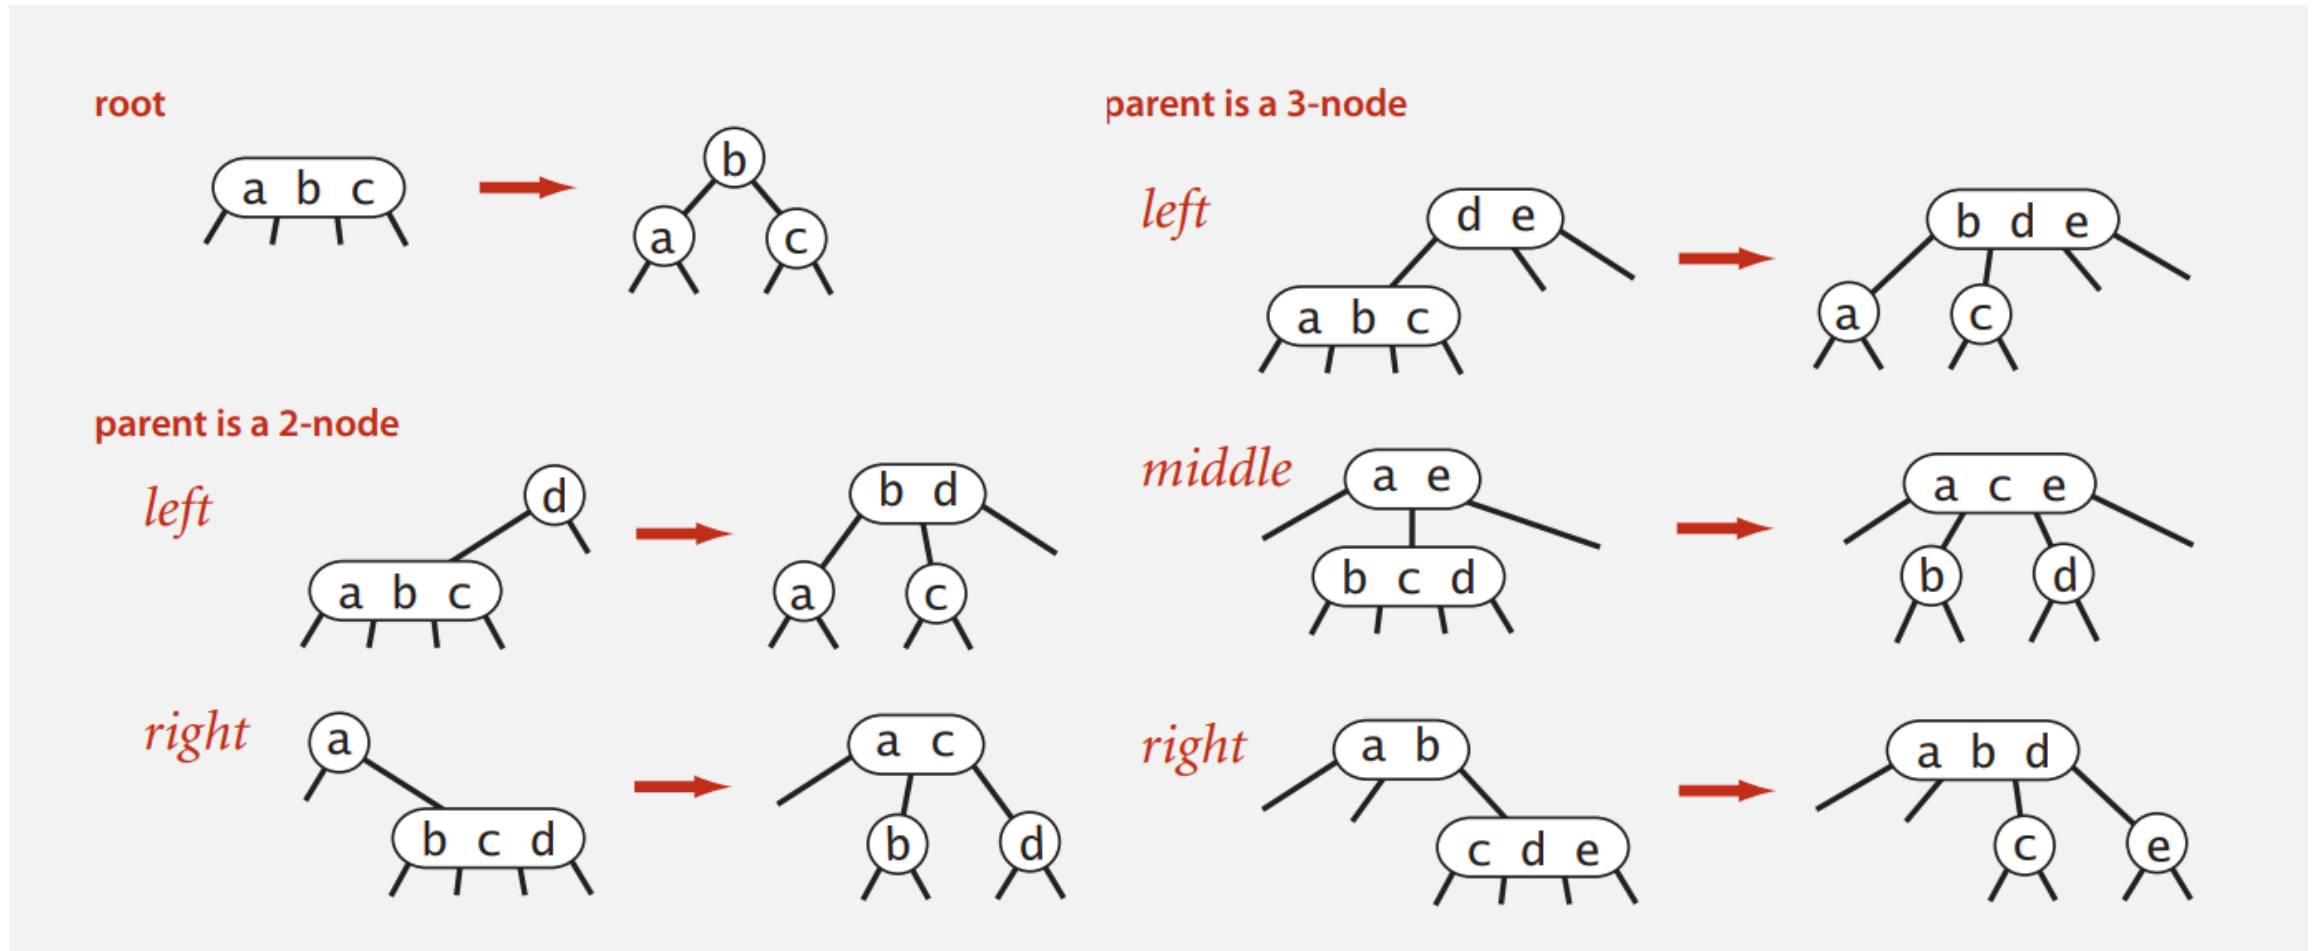 root
a b c
b
a c
parent is a 2-node
left
d
a b c
b d
a c
right
a
b c d
a c
b d
parent is a 3-node
left
d e
a b c
b d e
a c
middle
a e
b c d
a c e
b d
right
a b
c d e
a b d
c e